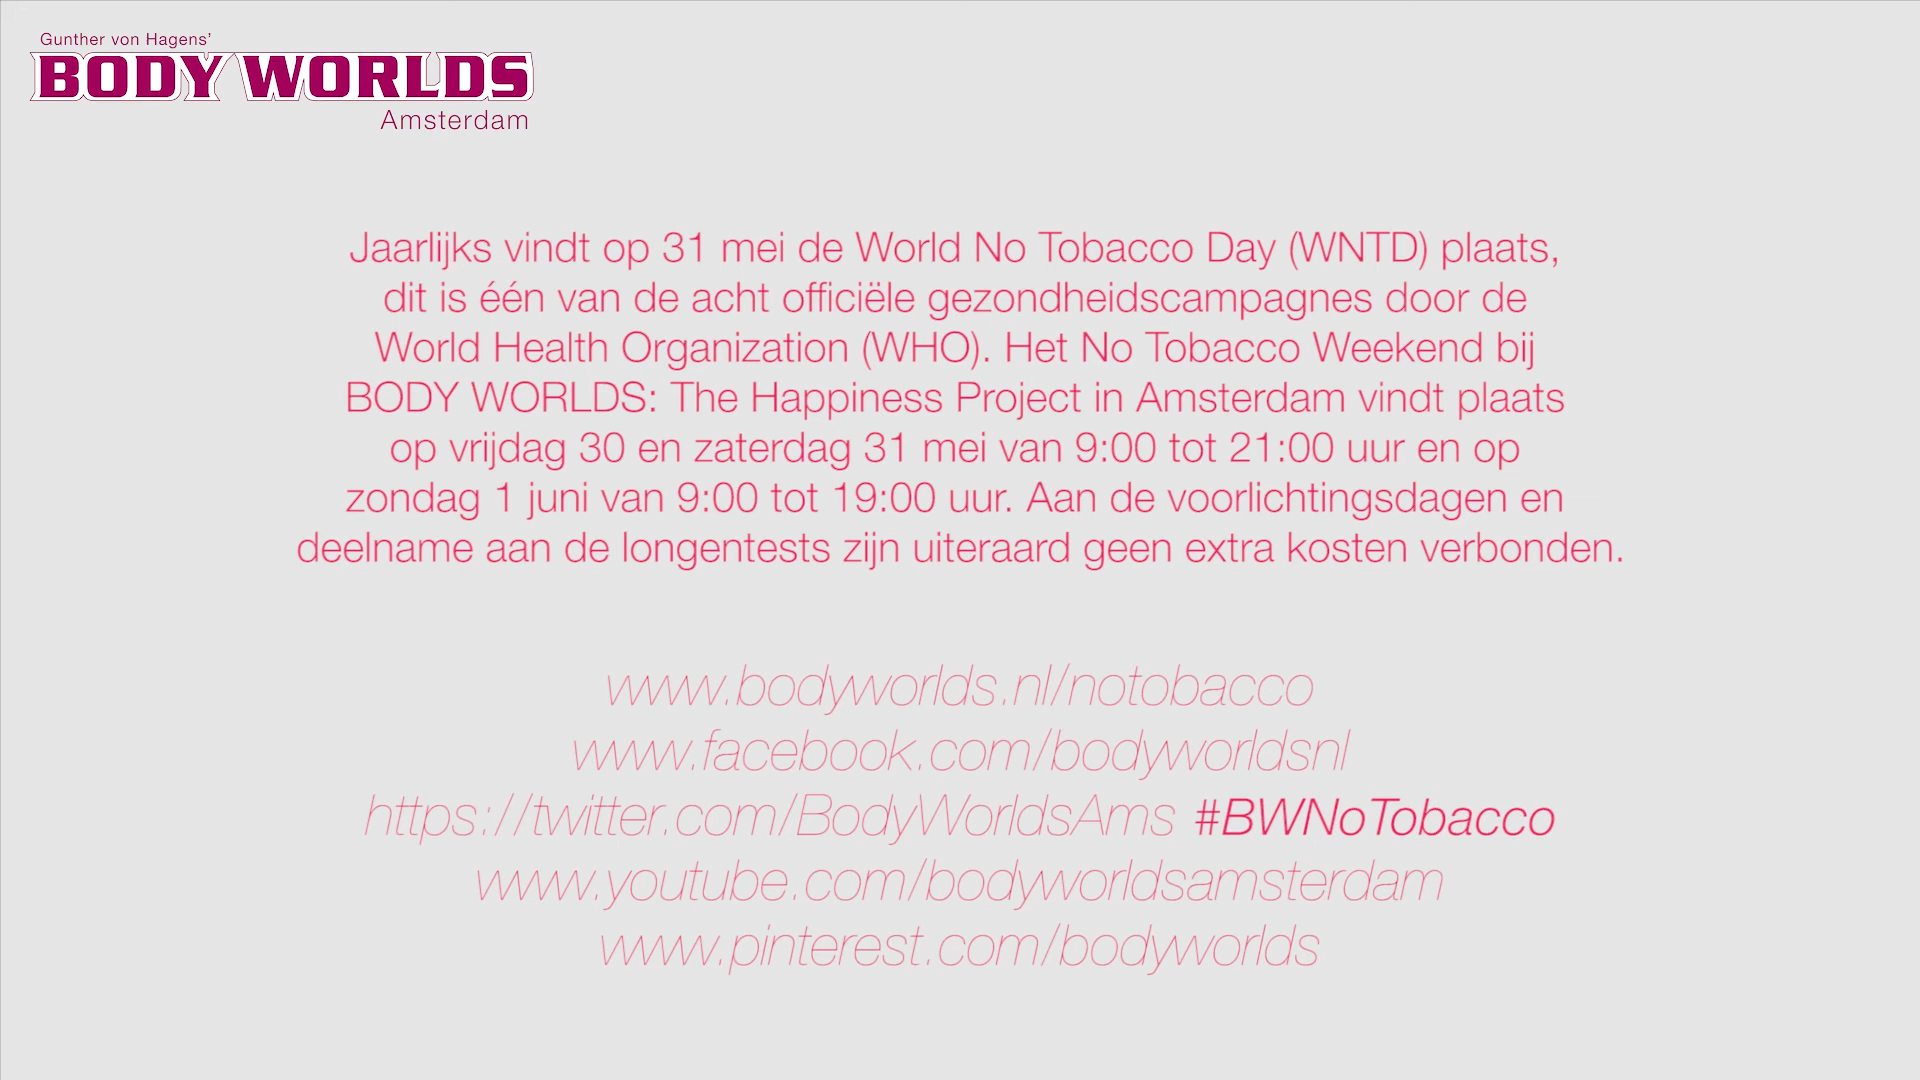 Gunther von Hagens'
BODY WORLDS
Amsterdam
Jaarlijks vindt op 31 mei de World No Tobacco Day (WNTD) plaats,
dit is één van de acht officiële gezondheidscampagnes door de
World Health Organization (WHO). Het No Tobacco Weekend bij
BODY WORLDS: The Happiness Project in Amsterdam vindt plaats
op vrijdag 30 en zaterdag 31 mei van 9:00 tot 21:00 uur en op
zondag 1 juni van 9:00 tot 19:00 uur. Aan de voorlichtingsdagen en
deelname aan de longentests zijn uiteraard geen extra kosten verbonden.
www.bodyworlds.nl/notobacco
www.facebook.com/bodyworldsnl
https://twitter.com/BodyWorldsAms #BWNoTobacco
www.youtube.com/bodyworldsamsterdam
www.pinterest.com/bodyworlds